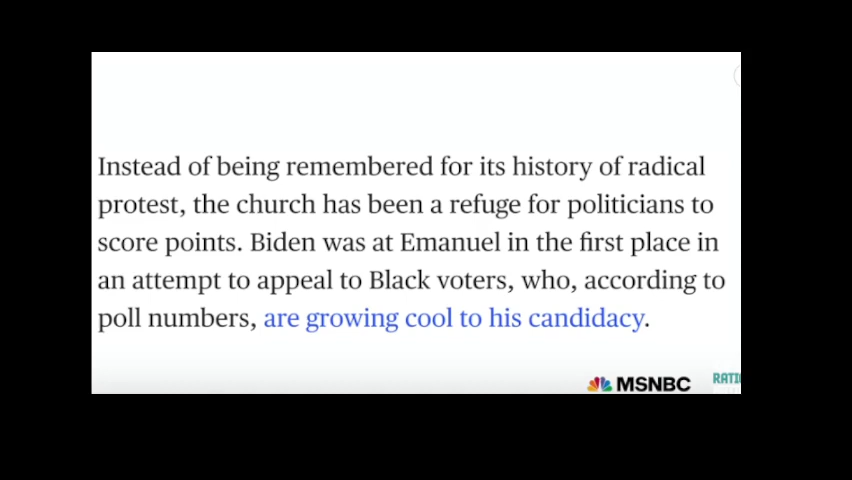 Instead of being remembered for its history of radical
protest, the church has been a refuge for politicians to
score points. Biden was at Emanuel in the first place in
an attempt to appeal to Black voters, who, according to
poll numbers, are growing cool to his candidacy.
MSNBC